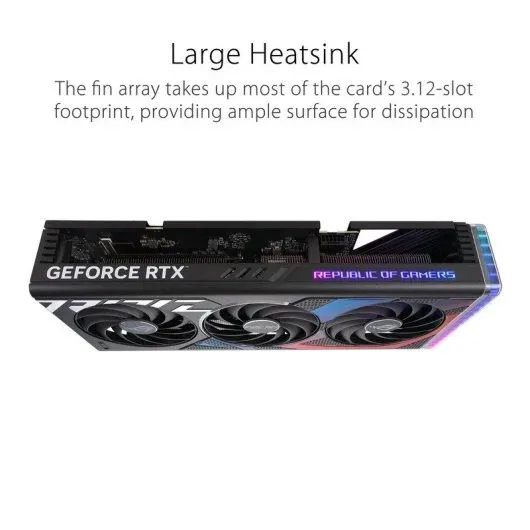 Large Heatsink
The fin array takes up most of the card's 3.12-slot
footprint, providing ample surface for dissipation
GEFORCE RTX
REPUBLIC OF GAMERS